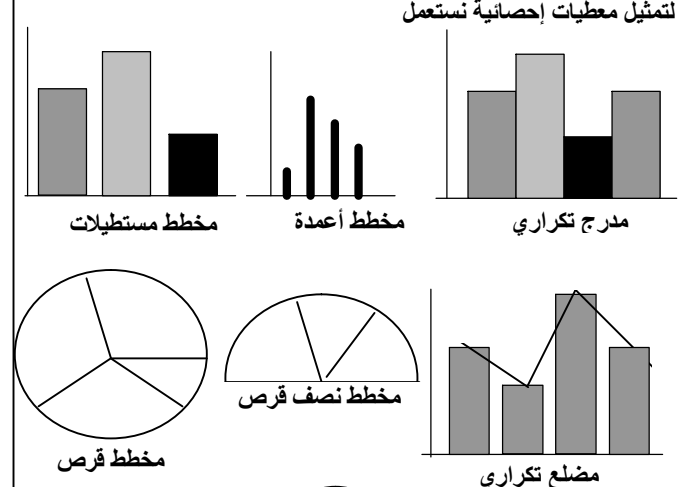 لتمثيل معطيات إحصائية نستعمل
مدرج تكراري
مخطط أعمدة
مخطط مستطيلات
مضلع تكراري
مخطط نصف قرص
مخطط قرص